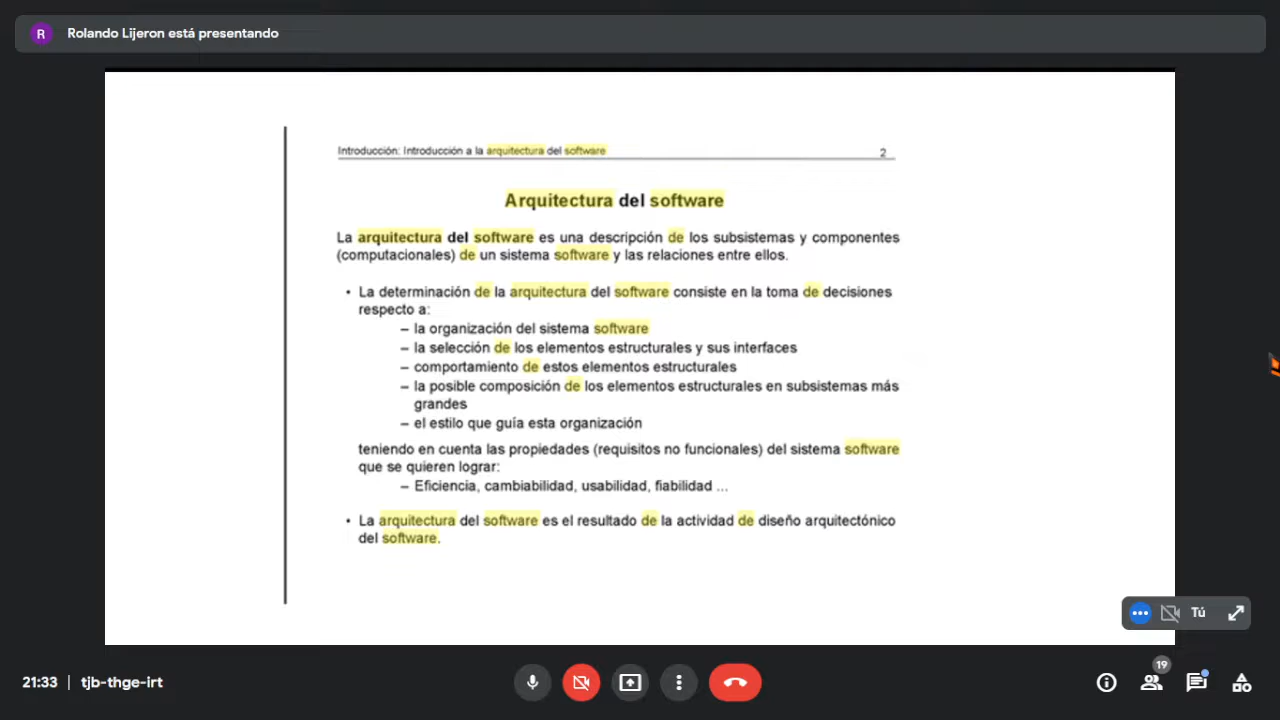 R Rolando Lijeron está presentando
Introducción: Introducción a la arquitectura del software 2
Arquitectura del software
La arquitectura del software es una descripción de los subsistemas y componentes
(computacionales) de un sistema software y las relaciones entre ellos.
• La determinación de la arquitectura del software consiste en la toma de decisiones
respecto a:
– la organización del sistema software
– la selección de los elementos estructurales y sus interfaces
– comportamiento de estos elementos estructurales
– la posible composición de los elementos estructurales en subsistemas más
grandes
– el estilo que guía esta organización
teniendo en cuenta las propiedades (requisitos no funcionales) del sistema software
que se quieren lograr:
– Eficiencia, cambiabilidad, usabilidad, fiabilidad ...
• La arquitectura del software es el resultado de la actividad de diseño arquitectónico
del software.
Tú
21:33 | tjb-thge-irt
19